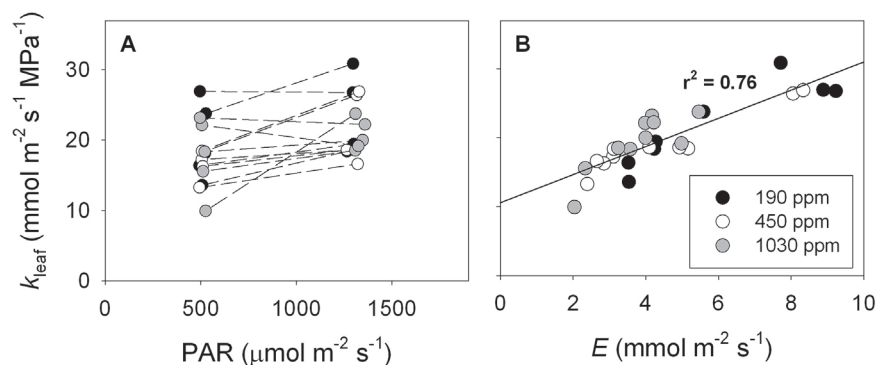 A
30
20
10
0
k_leaf (mmol m⁻² s⁻¹ MPa⁻¹)
0 500 1000 1500
PAR (μmol m⁻² s⁻¹)
B
r² = 0.76
190 ppm
450 ppm
1030 ppm
0 2 4 6 8 10
E (mmol m⁻² s⁻¹)